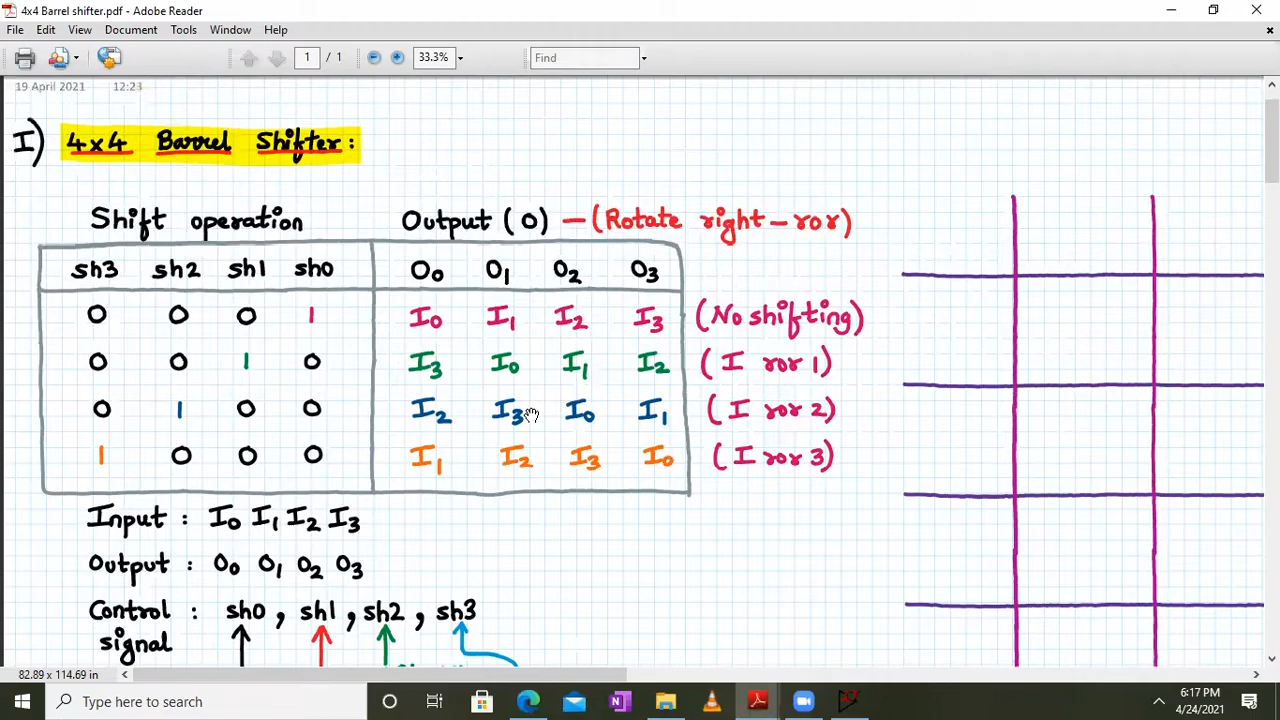 4x4 Barrel shifter.pdf - Adobe Reader
File Edit View Document Tools Window Help
1 / 1 33.3% Find
19 April 2021 12:23
I) 4x4 Barrel Shifter:
Shift operation Output (O) - (Rotate right - ror)
sh3 sh2 sh1 sh0 O₀ O₁ O₂ O₃
0 0 0 1 I₀ I₁ I₂ I₃ (No shifting)
0 0 1 0 I₃ I₀ I₁ I₂ (I ror 1)
0 1 0 0 I₂ I₃ I₀ I₁ (I ror 2)
1 0 0 0 I₁ I₂ I₃ I₀ (I ror 3)
Input : I₀ I₁ I₂ I₃
Output : O₀ O₁ O₂ O₃
Control : sh0 , sh1 , sh2 , sh3
signal
82.89 x 114.69 in
Type here to search
6:17 PM
4/24/2021